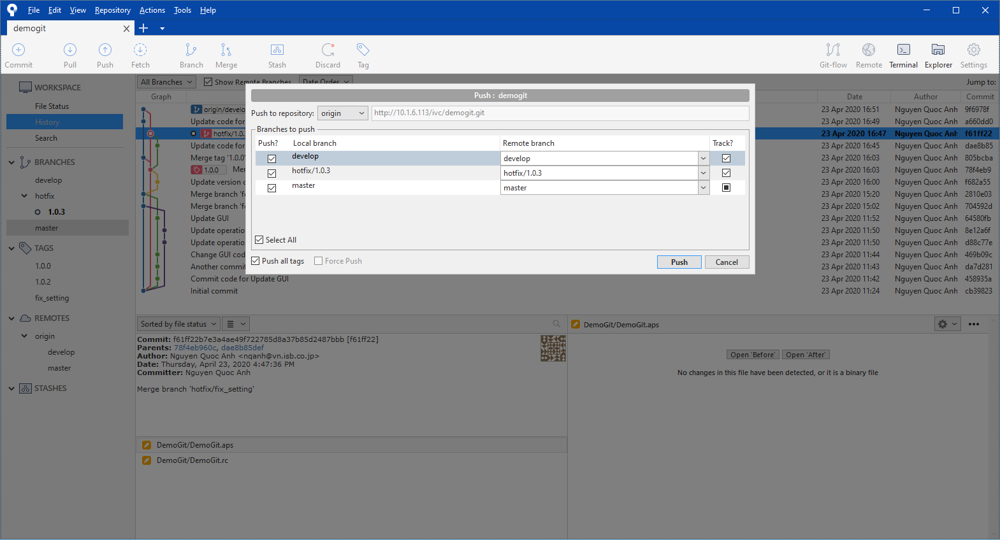 File Edit View Repository Actions Tools Help
demogit
Commit Pull Push Fetch Branch Merge Stash Discard Tag Git-flow Remote Terminal Explorer Settings
WORKSPACE
File Status
History
Search
BRANCHES
develop
hotfix
1.0.3
master
TAGS
1.0.0
1.0.2
fix_setting
REMOTES
origin
develop
master
STASHES
All Branches Show Remote Branches Date Order Jump to:
Graph Date Author Commit
origin/develo 23 Apr 2020 16:51 Nguyen Quoc Anh 9f6978f
Update code for 23 Apr 2020 16:49 Nguyen Quoc Anh a660dd0
hotfix/1.0. 23 Apr 2020 16:47 Nguyen Quoc Anh f61ff22
Update code for 23 Apr 2020 16:45 Nguyen Quoc Anh dae8b85
Merge tag '1.0.0' 23 Apr 2020 16:03 Nguyen Quoc Anh 805bcba
1.0.0 Mer 23 Apr 2020 16:03 Nguyen Quoc Anh 78f4eb9
Update version c 23 Apr 2020 16:00 Nguyen Quoc Anh f682a55
Merge branch 'fe 23 Apr 2020 15:20 Nguyen Quoc Anh 2810e03
Merge branch 'fe 23 Apr 2020 15:02 Nguyen Quoc Anh 704592d
Update GUI 23 Apr 2020 11:52 Nguyen Quoc Anh 64580fb
Update operatio 23 Apr 2020 11:50 Nguyen Quoc Anh 8e12a6f
Update operatio 23 Apr 2020 11:50 Nguyen Quoc Anh d88c77e
Change GUI cod 23 Apr 2020 11:44 Nguyen Quoc Anh 469b09c
Another commit 23 Apr 2020 11:43 Nguyen Quoc Anh da7d281
Commit code for Update GUI 23 Apr 2020 11:42 Nguyen Quoc Anh 458935a
Initial commit 23 Apr 2020 11:24 Nguyen Quoc Anh cb39823
Push : demogit
Push to repository: origin http://10.1.6.113/ivc/demogit.git
Branches to push
Push? Local branch Remote branch Track?
develop develop
hotfix/1.0.3 hotfix/1.0.3
master master
Select All
Push all tags Force Push Push Cancel
Sorted by file status
Commit: f61ff22b7e3a4ae49f722785d8a37b85d2487bbb [f61ff22]
Parents: 78f4eb960c, dae8b85def
Author: Nguyen Quoc Anh <nqanh@vn.isb.co.jp>
Date: Thursday, April 23, 2020 4:47:36 PM
Committer: Nguyen Quoc Anh
Merge branch 'hotfix/fix_setting'
DemoGit/DemoGit.aps
DemoGit/DemoGit.rc
DemoGit/DemoGit.aps
Open 'Before' Open 'After'
No changes in this file have been detected, or it is a binary file